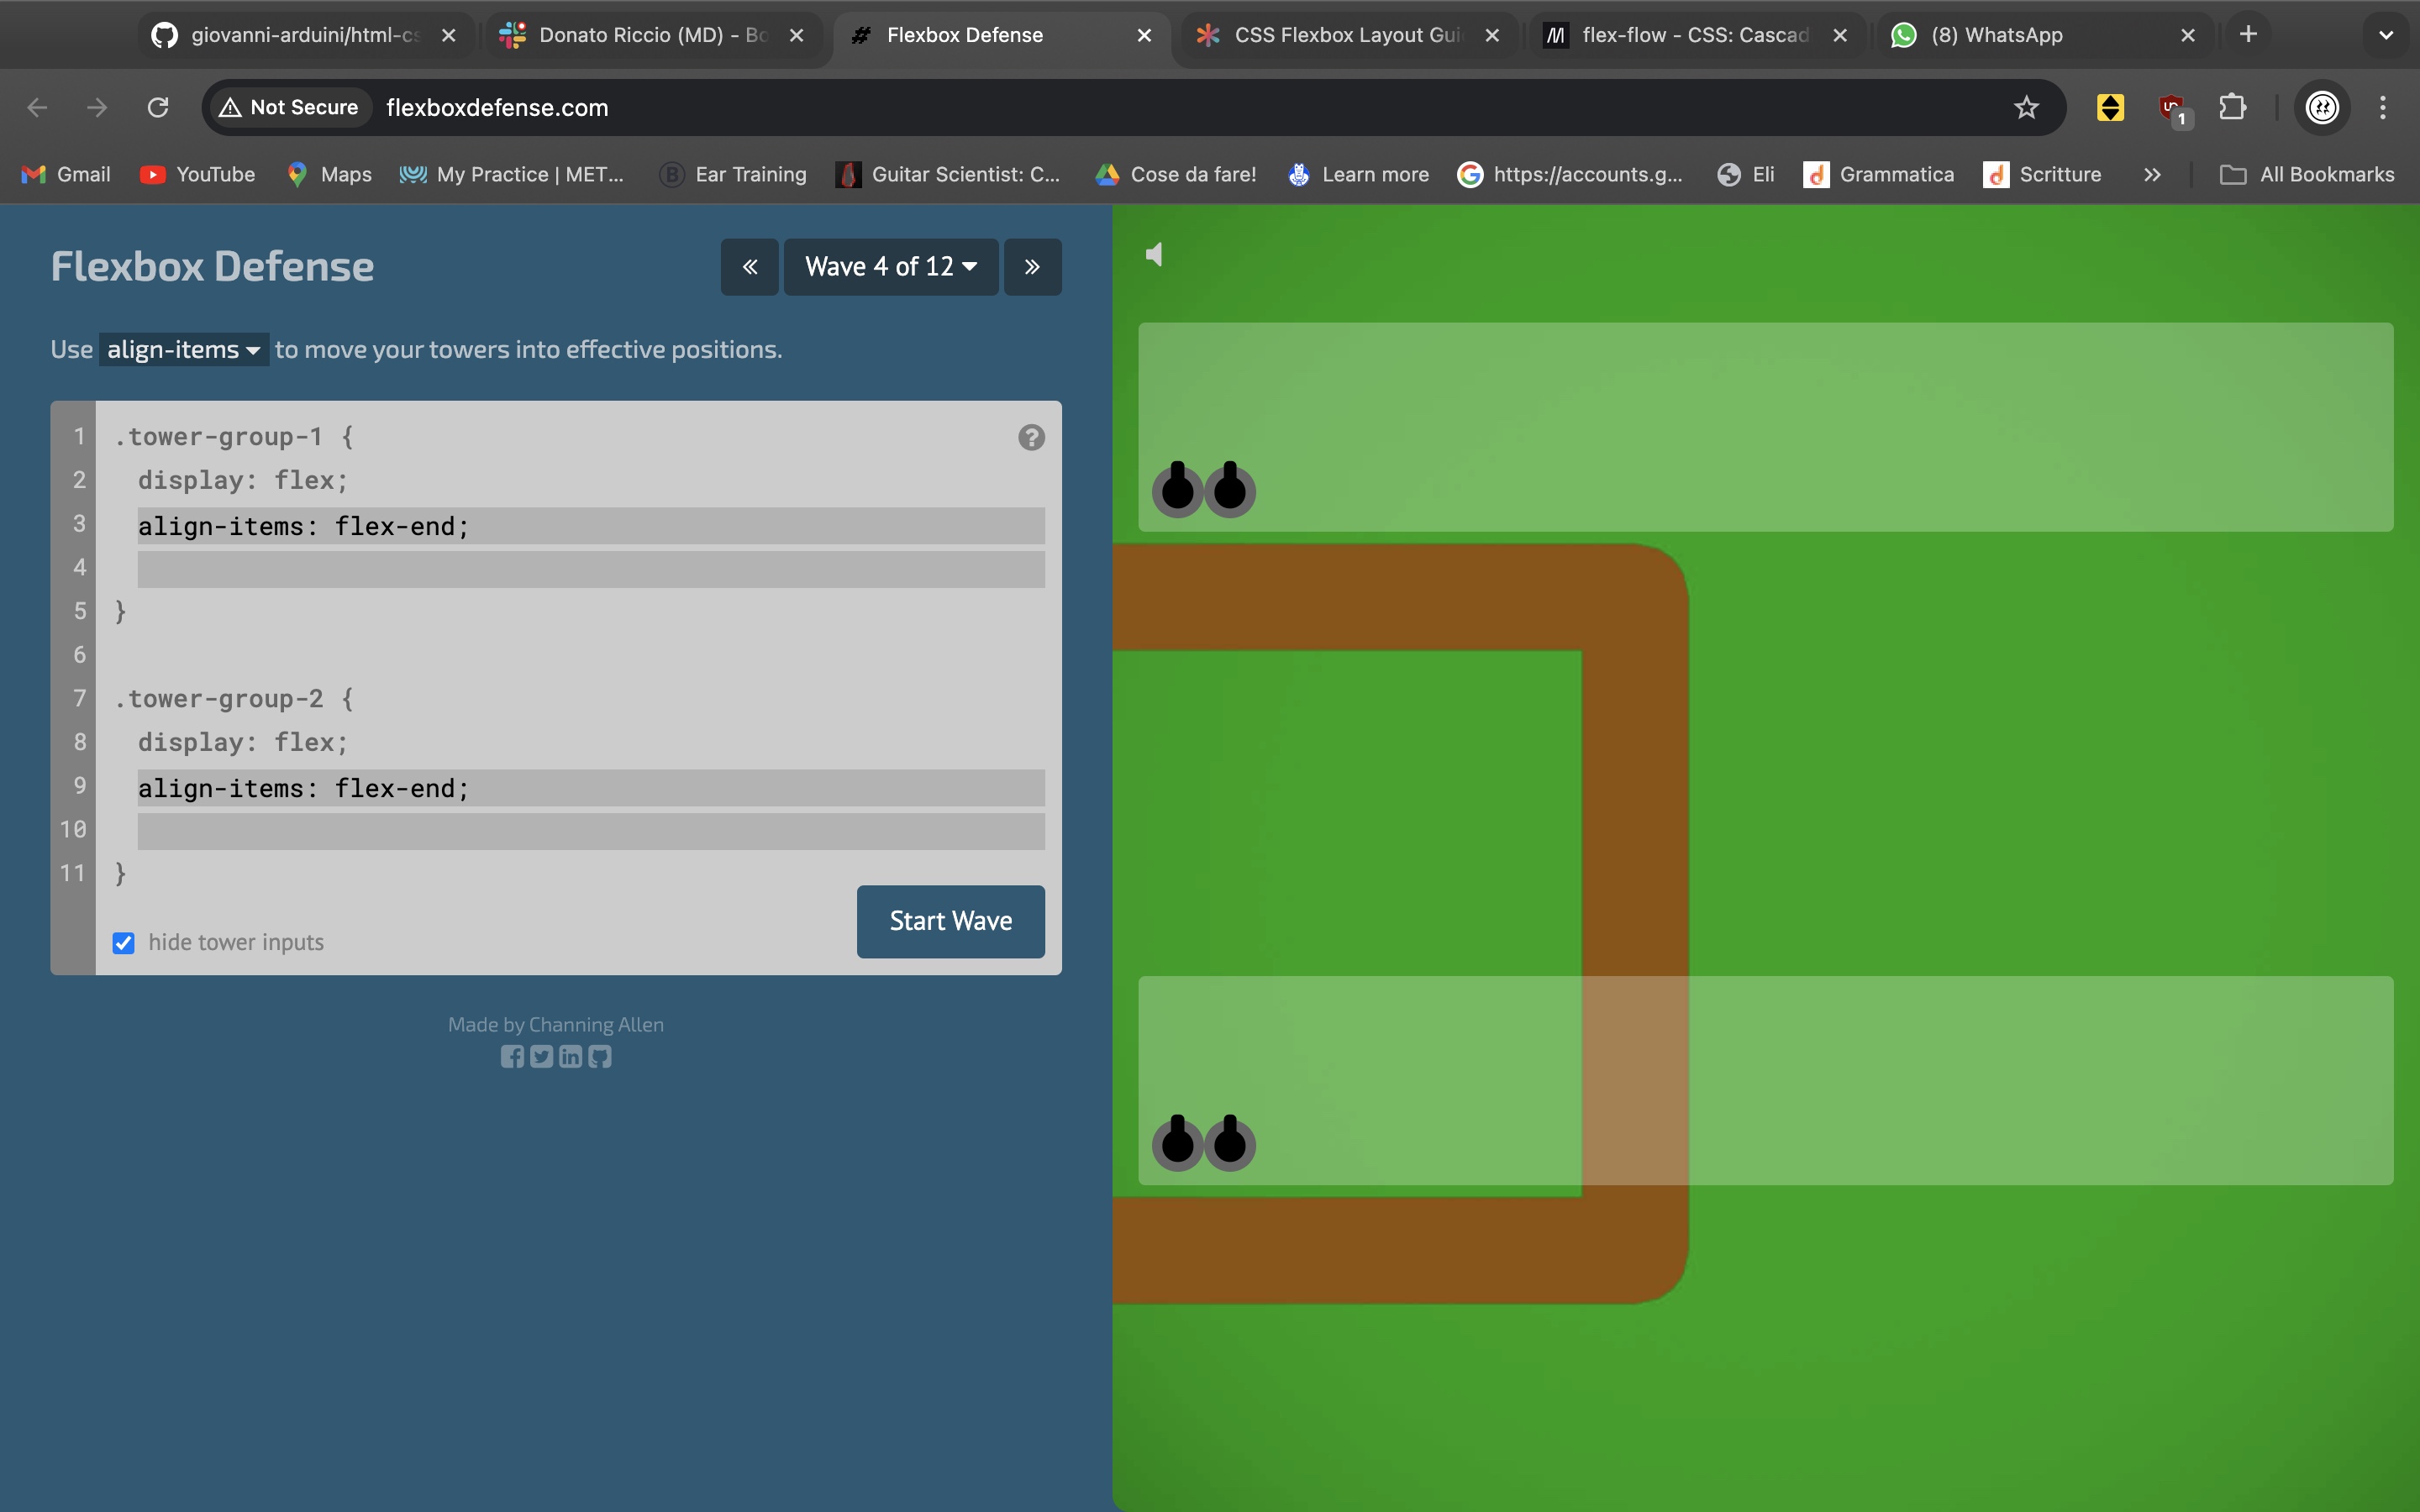 giovanni-arduini/html-cs
Donato Riccio (MD) - Bo
Flexbox Defense
CSS Flexbox Layout Gui
flex-flow - CSS: Cascad
(8) WhatsApp
Not Secure
flexboxdefense.com
1
Gmail
YouTube
Maps
My Practice | MET...
Ear Training
Guitar Scientist: C...
Cose da fare!
Learn more
https://accounts.g...
Eli
Grammatica
Scritture
All Bookmarks
Flexbox Defense
« Wave 4 of 12 »
Use align-items to move your towers into effective positions.
1 .tower-group-1 {
2 display: flex;
3 align-items: flex-end;
4
5 }
6
7 .tower-group-2 {
8 display: flex;
9 align-items: flex-end;
10
11 }
hide tower inputs
Start Wave
Made by Channing Allen